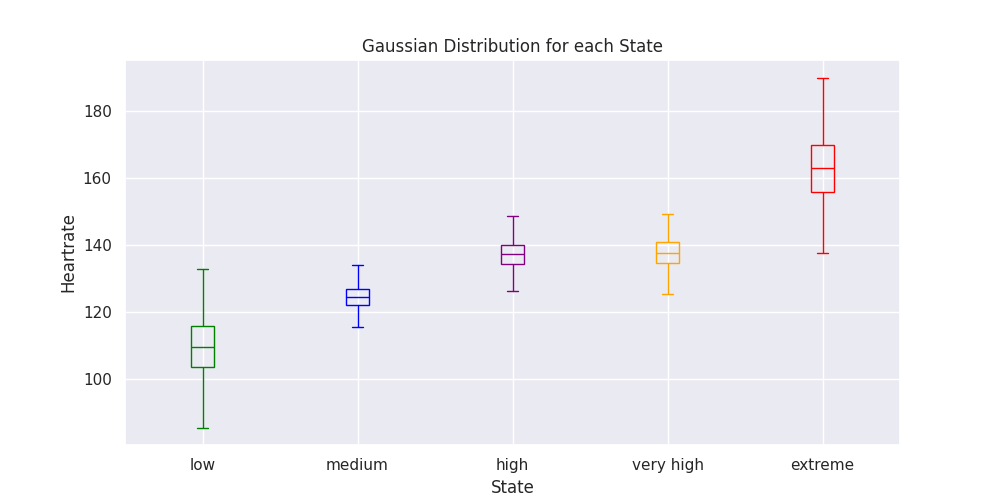 Gaussian Distribution for each State
180
160
140
120
100
Heartrate
low medium high very high extreme
State